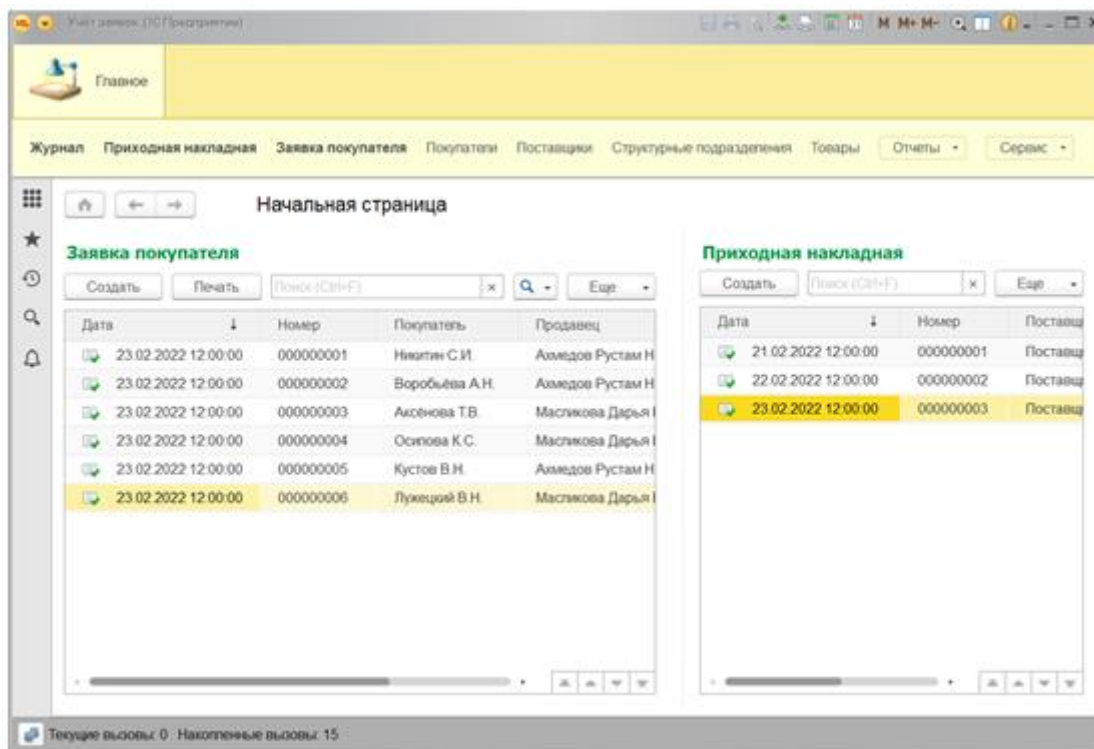 Учет заявок (1С:Предприятие)
M M+ M-
Главное
Журнал Приходная накладная Заявка покупателя Покупатели Поставщики Структурные подразделения Товары Отчеты Сервис
Начальная страница
Заявка покупателя
Создать Печать Поиск (Ctrl+F) × Еще
Дата ↓ Номер Покупатель Продавец
23.02.2022 12:00:00 000000001 Никитин С.И. Ахмедов Рустам Н
23.02.2022 12:00:00 000000002 Воробьёва А.Н. Ахмедов Рустам Н
23.02.2022 12:00:00 000000003 Аксёнова Т.В. Масликова Дарья
23.02.2022 12:00:00 000000004 Осипова К.С. Масликова Дарья
23.02.2022 12:00:00 000000005 Кустов В.Н. Ахмедов Рустам Н
23.02.2022 12:00:00 000000006 Лужецкий В.Н. Масликова Дарья
Приходная накладная
Создать Поиск (Ctrl+F) × Еще
Дата ↓ Номер Поставщ
21.02.2022 12:00:00 000000001 Поставщ
22.02.2022 12:00:00 000000002 Поставщ
23.02.2022 12:00:00 000000003 Поставщ
Текущие вызовы: 0 Накопленные вызовы: 15